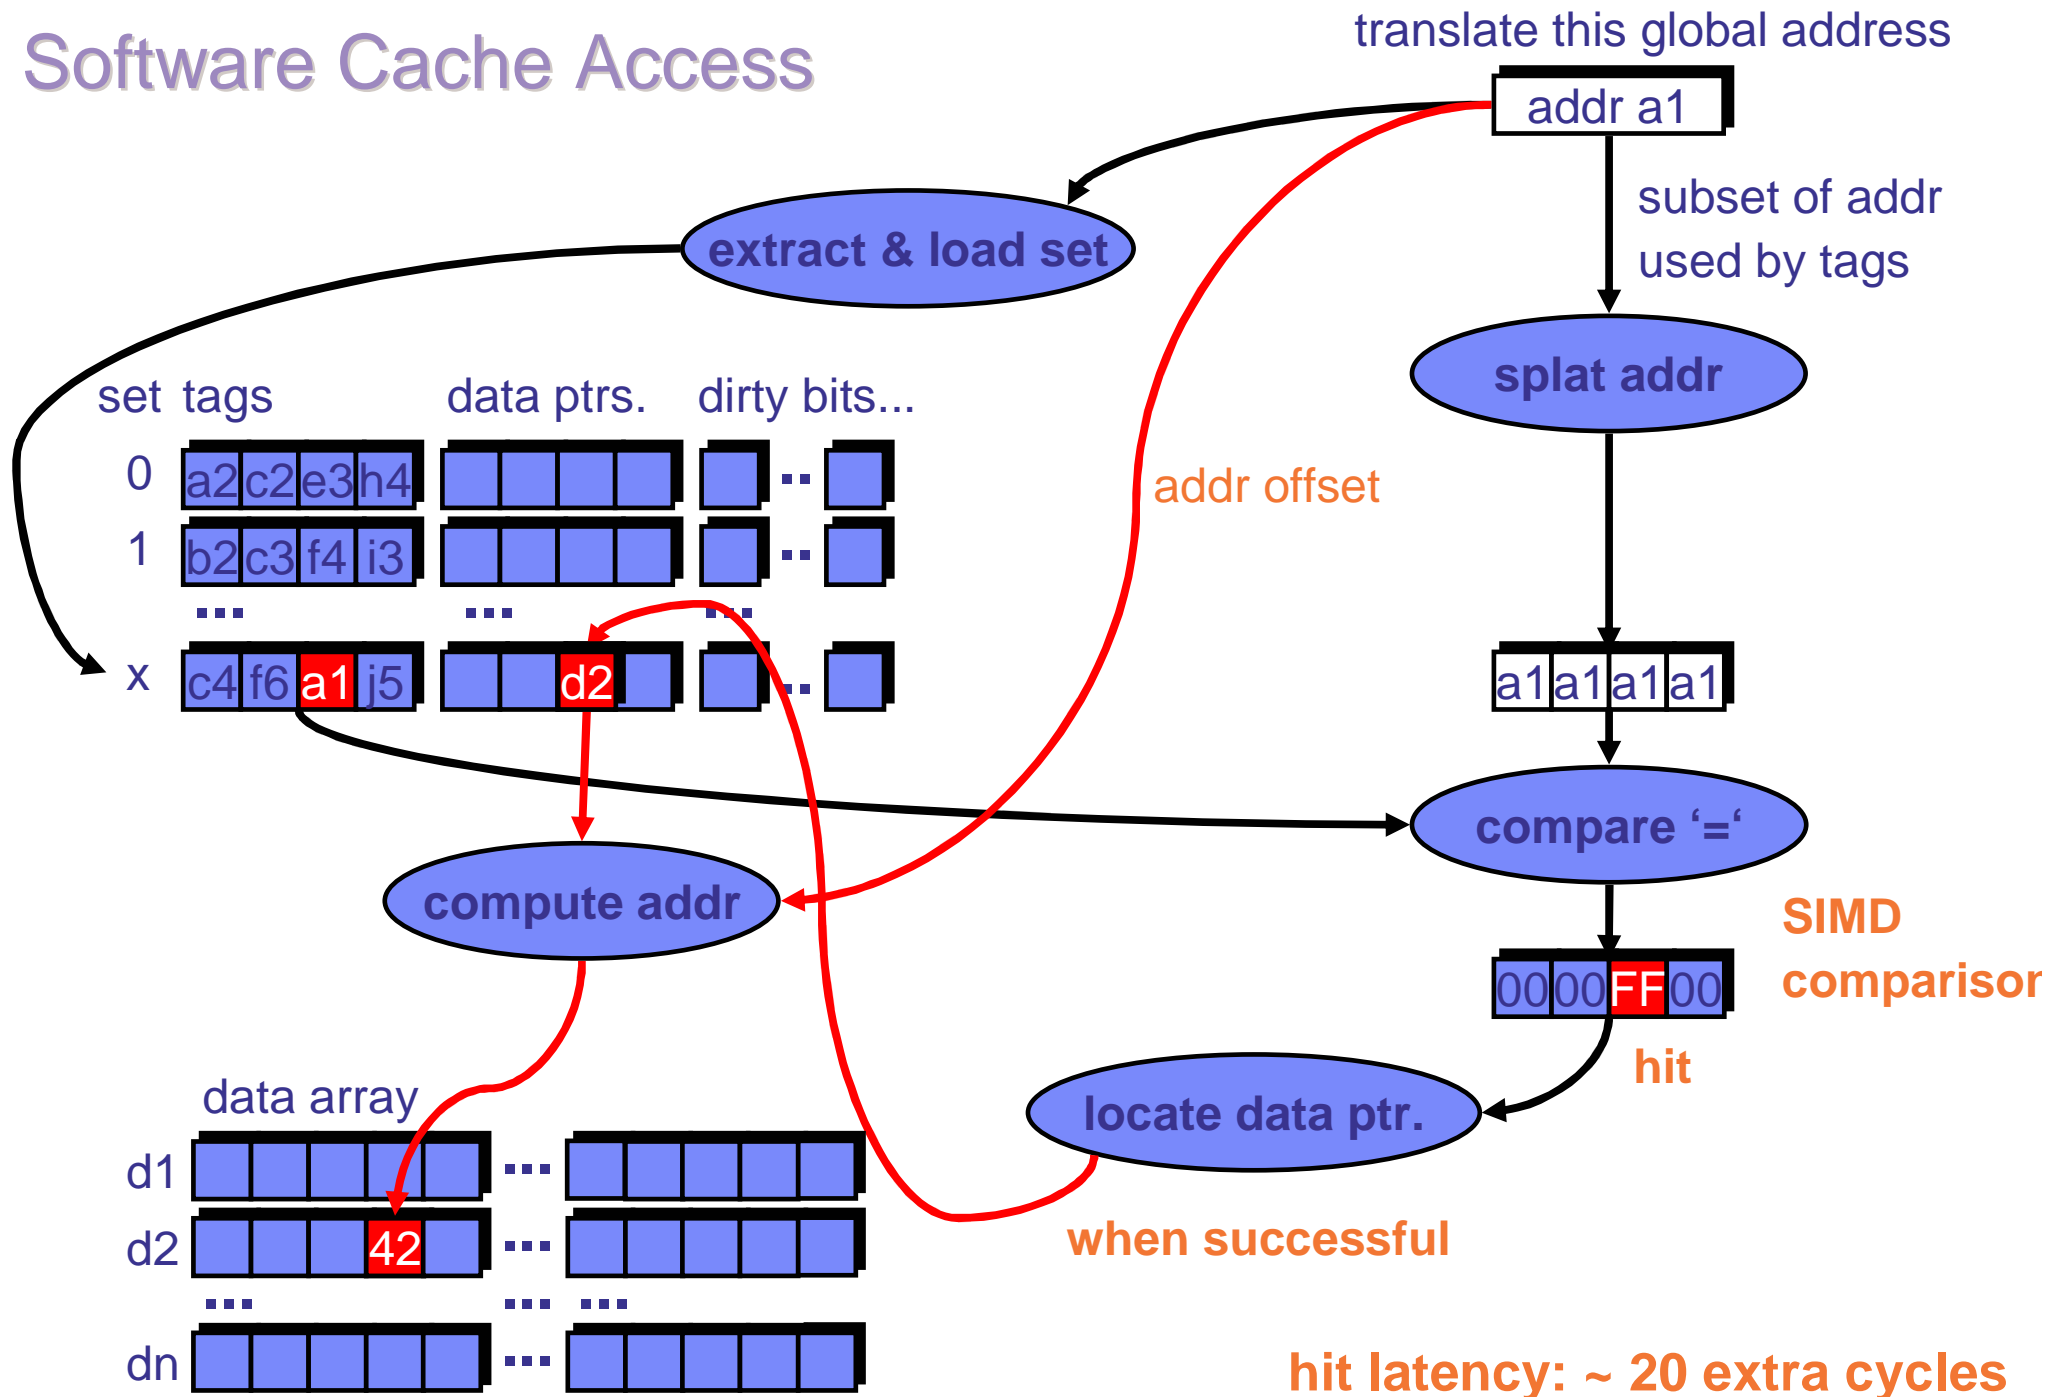 Software Cache Access
translate this global address
addr a1
subset of addr
used by tags
extract & load set
splat addr
set tags data ptrs. dirty bits...
0 a2 c2 e3 h4 ..
addr offset
1 b2 c3 f4 i3 ..
... ... ...
x c4 f6 a1 j5 d2 ..
a1 a1 a1 a1
compare ‘=‘
compute addr
SIMD
comparisor
00 00 FF 00
hit
data array
locate data ptr.
d1 ...
when successful
d2 42 ...
... ... ...
dn ...
hit latency: ~ 20 extra cycles